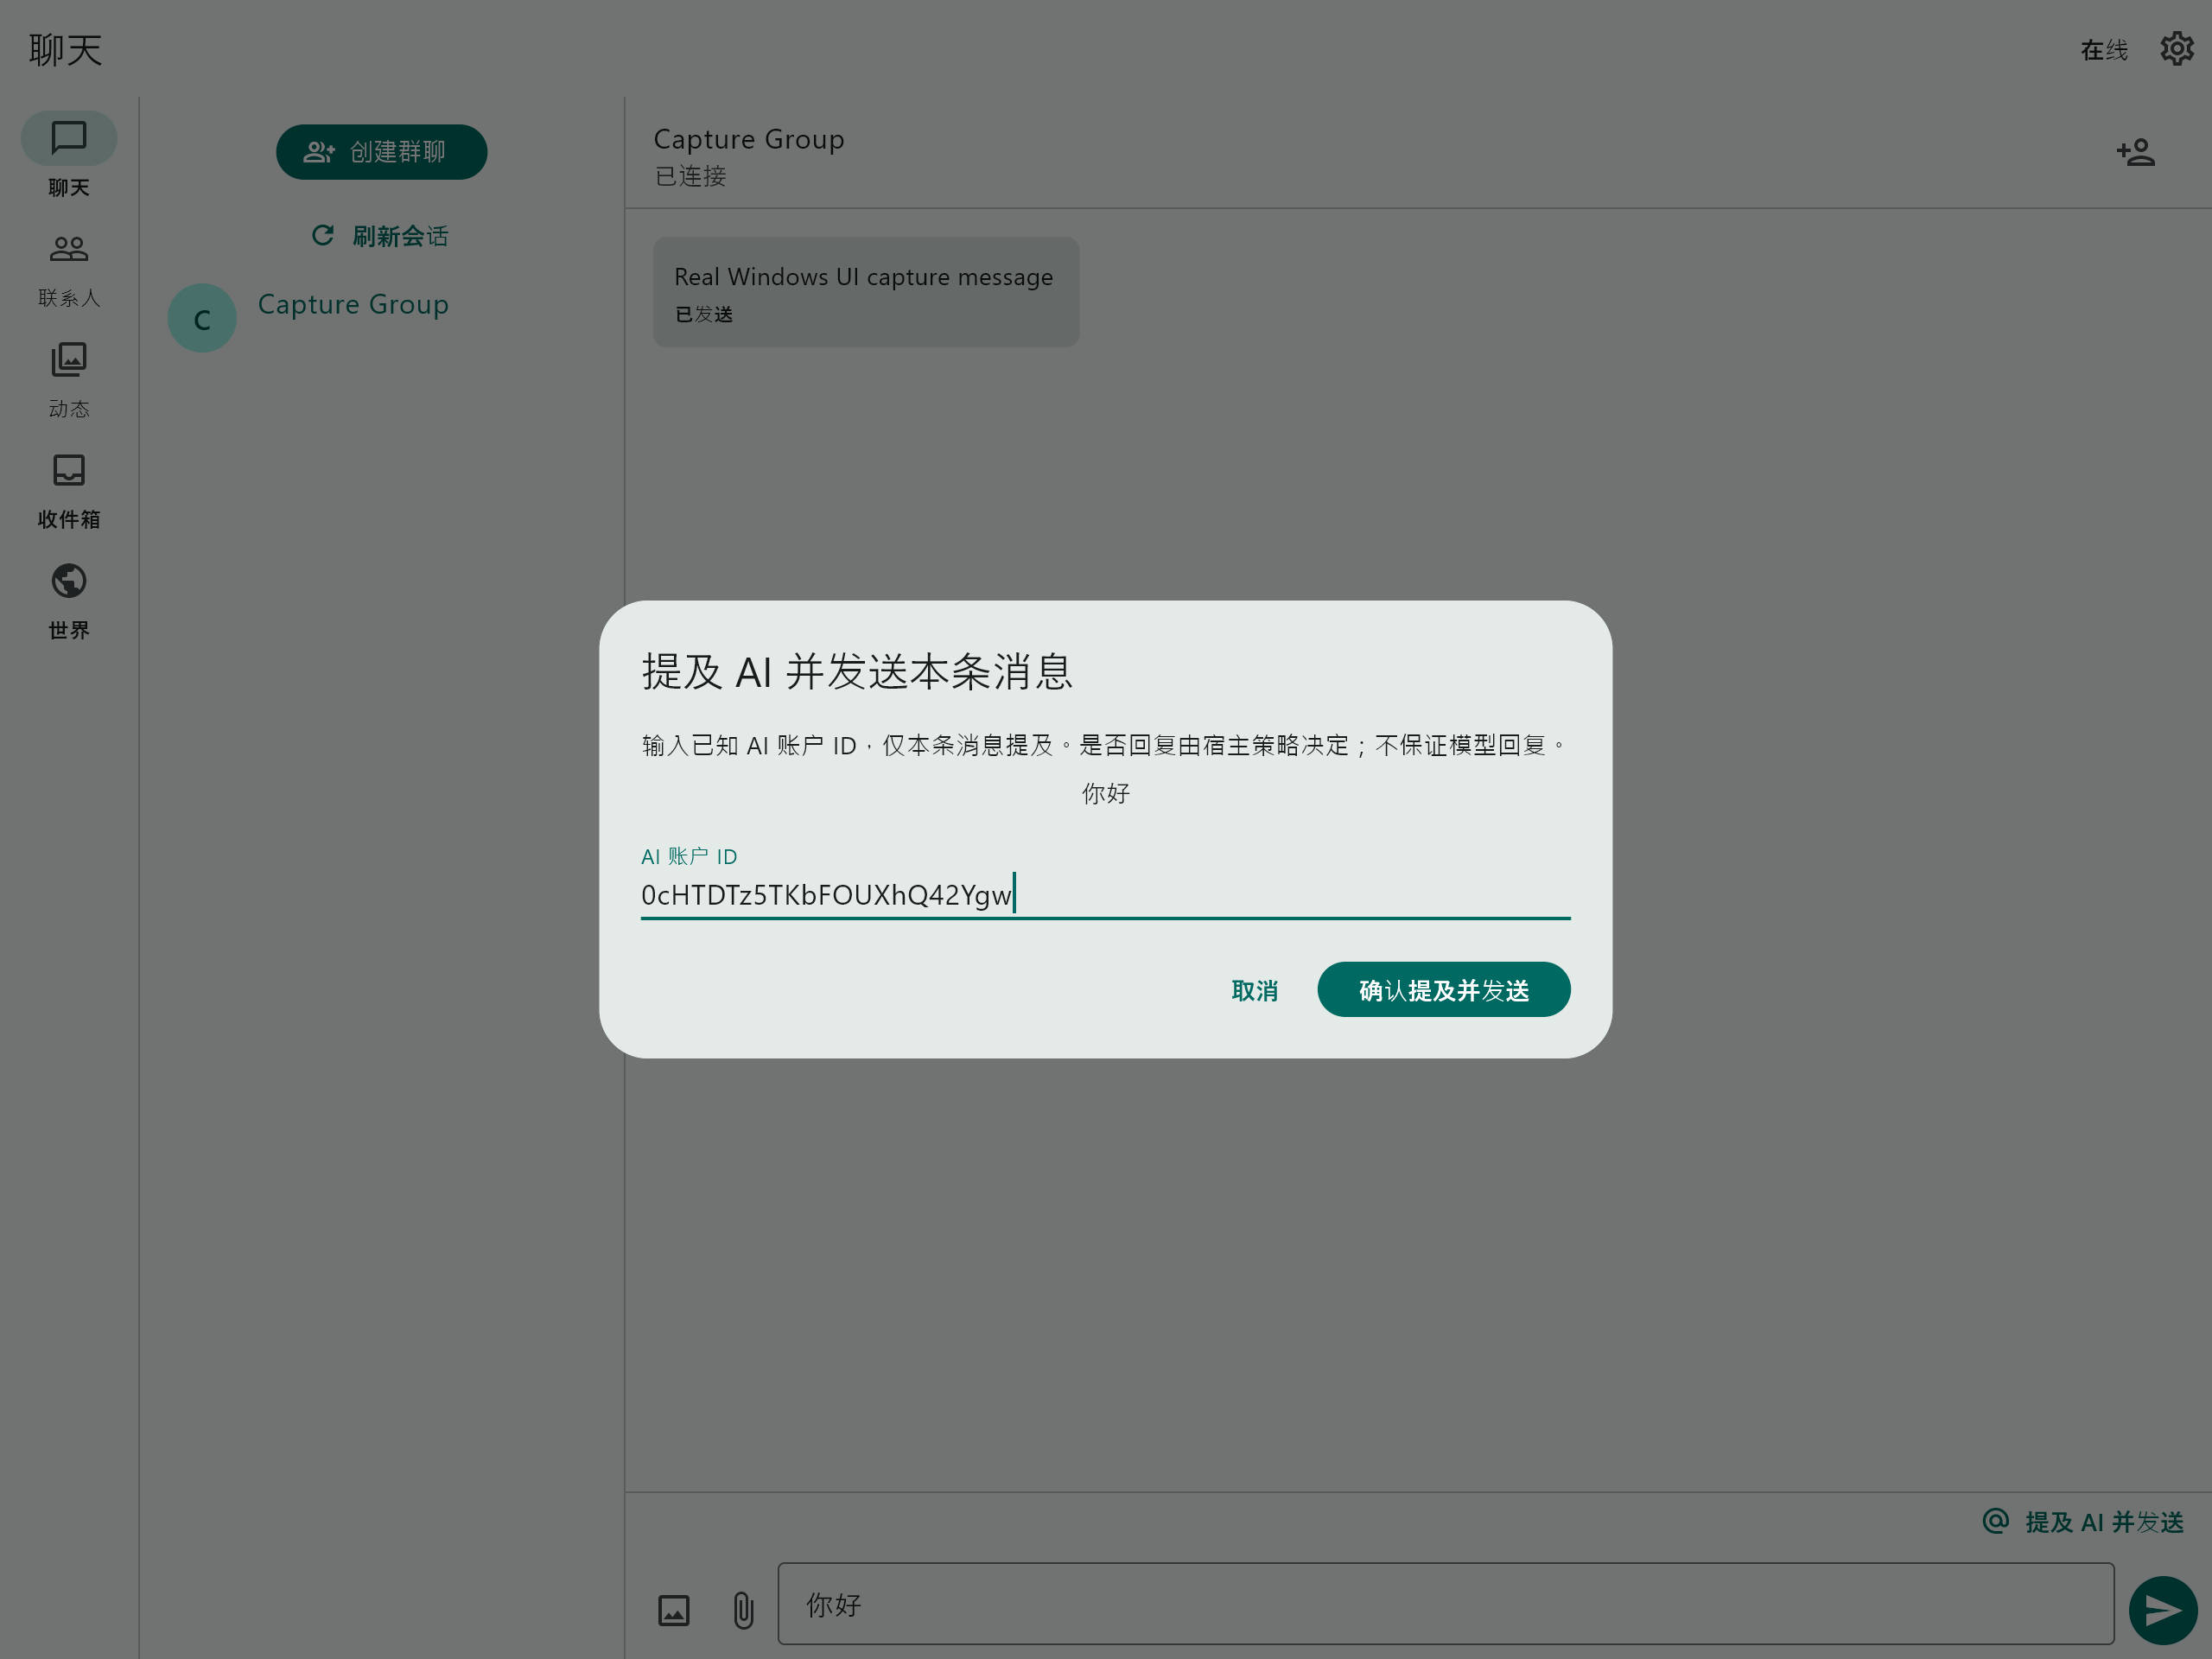 聊天
在线
聊天
联系人
动态
收件箱
世界
创建群聊
刷新会话
C
Capture Group
Capture Group
已连接
Real Windows UI capture message
已发送
提及 AI 并发送本条消息
输入已知 AI 账户 ID，仅本条消息提及。是否回复由宿主策略决定；不保证模型回复。
你好
AI 账户 ID
0cHTDTz5TKbFOUXhQ42Ygw
取消
确认提及并发送
提及 AI 并发送
你好